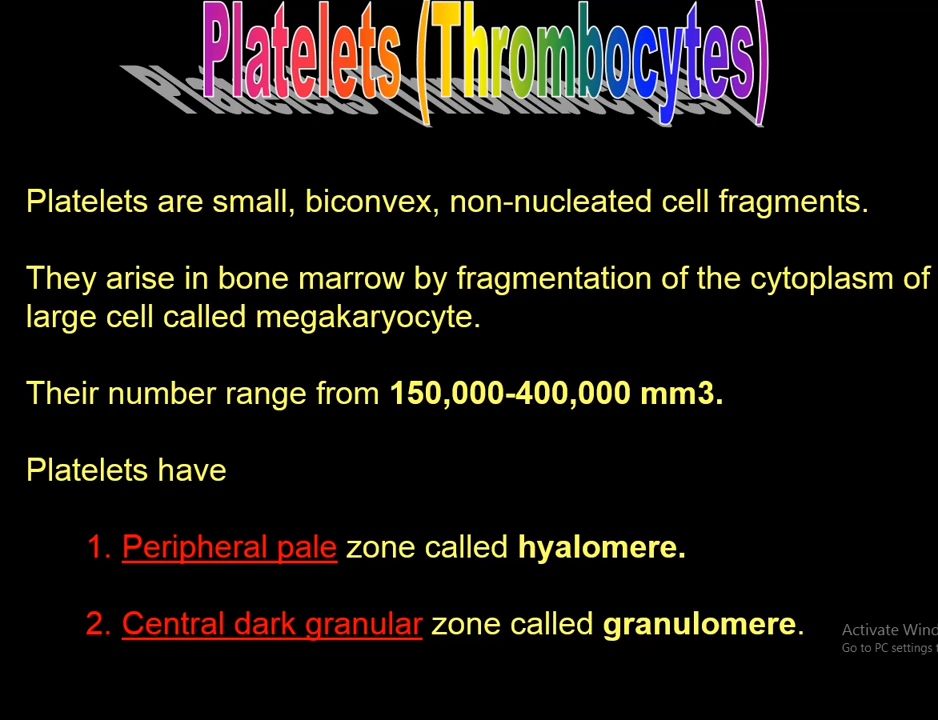 Platelets (Thrombocytes)
Platelets are small, biconvex, non-nucleated cell fragments.
They arise in bone marrow by fragmentation of the cytoplasm of
large cell called megakaryocyte.
Their number range from 150,000-400,000 mm3.
Platelets have
1. Peripheral pale zone called hyalomere.
2. Central dark granular zone called granulomere.
Activate Wind
Go to PC settings